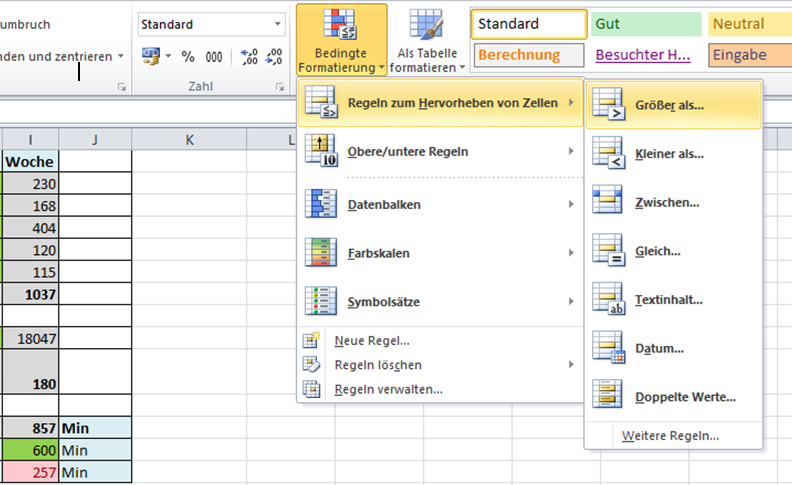 umbruch
Standard
nden und zentrieren
% 000
,00
,0
Zahl
Bedingte
Formatierung
Als Tabelle
formatieren
Standard
Gut
Neutral
Berechnung
Besuchter H...
Eingabe
Regeln zum Hervorheben von Zellen
Obere/untere Regeln
Datenbalken
Farbskalen
Symbolsätze
Neue Regel...
Regeln löschen
Regeln verwalten...
Größer als...
Kleiner als...
Zwischen...
Gleich...
Textinhalt...
Datum...
Doppelte Werte...
Weitere Regeln...
I J K L
Woche
230
168
404
120
115
1037
18047
180
857 Min
600 Min
257 Min